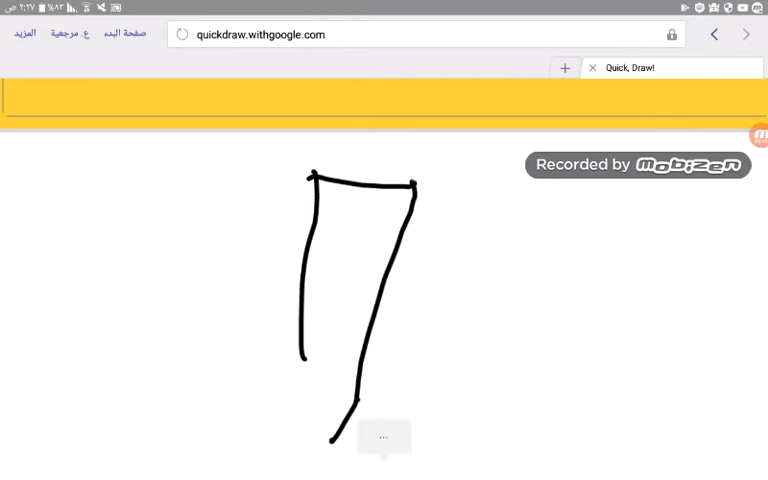 ٢:٢٧ ص ٨٣%
صفحة البدء ع. مرجعية المزيد
quickdraw.withgoogle.com
Quick, Draw!
Recorded by mobizen
...